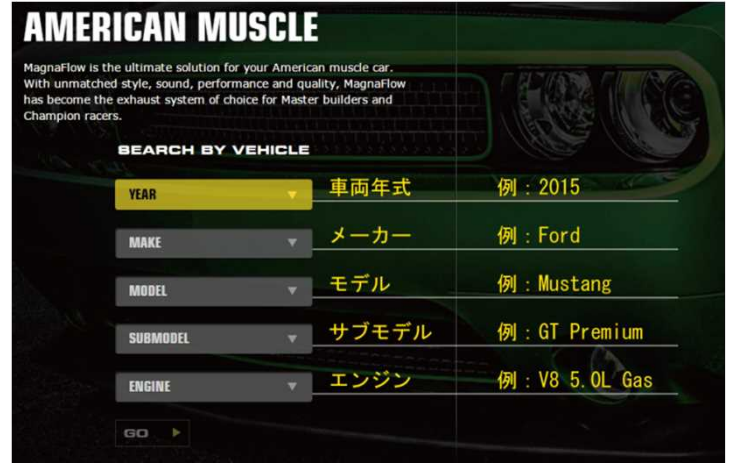 AMERICAN MUSCLE
MagnaFlow is the ultimate solution for your American muscle car.
With unmatched style, sound, performance and quality, MagnaFlow
has become the exhaust system of choice for Master builders and
Champion racers.
SEARCH BY VEHICLE
YEAR 車両年式 例：2015
MAKE メーカー 例：Ford
MODEL モデル 例：Mustang
SUBMODEL サブモデル 例：GT Premium
ENGINE エンジン 例：V8 5.0L Gas
GO